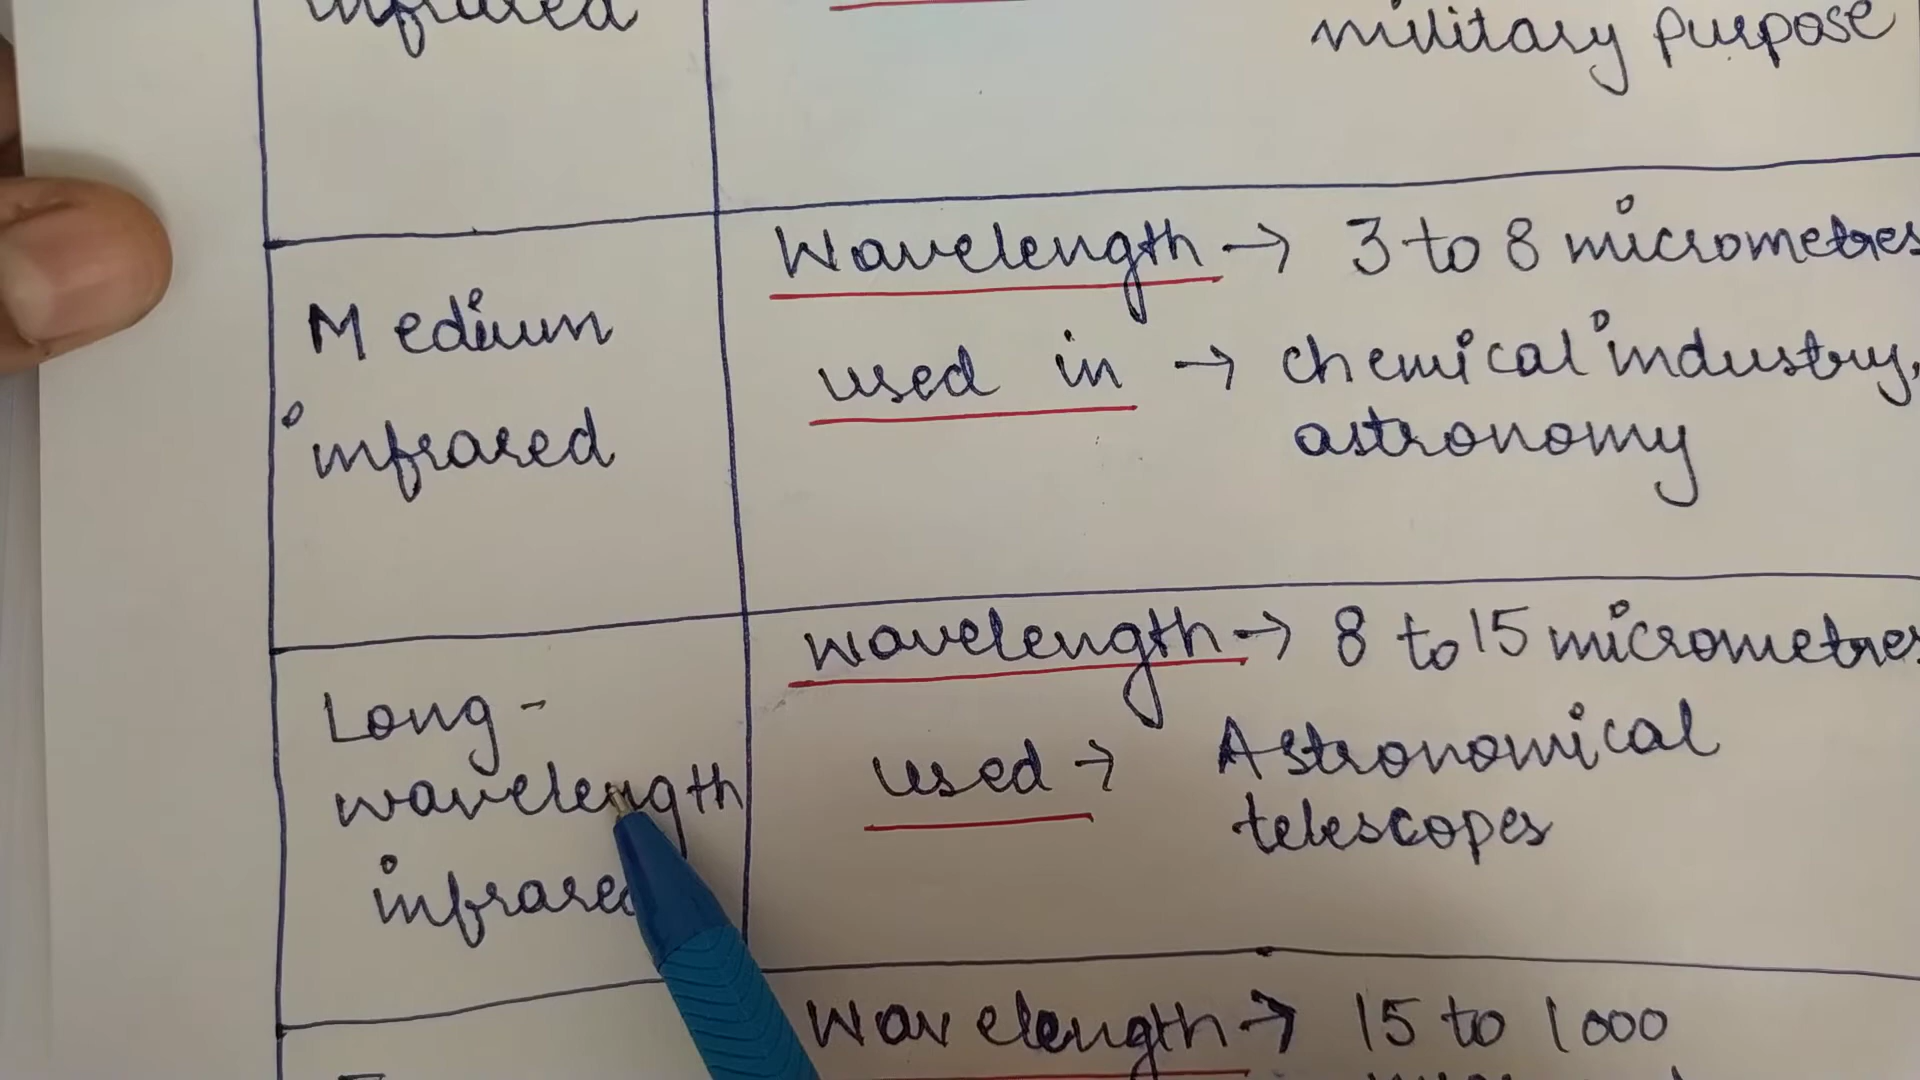 infrared
military purpose
Medium
infrared
Wavelength → 3 to 8 micrometres
used in → chemical industry,
astronomy
Long-
wavelength
infrared
wavelength → 8 to 15 micrometres
used → Astronomical
telescopes
Wavelength → 15 to 1000